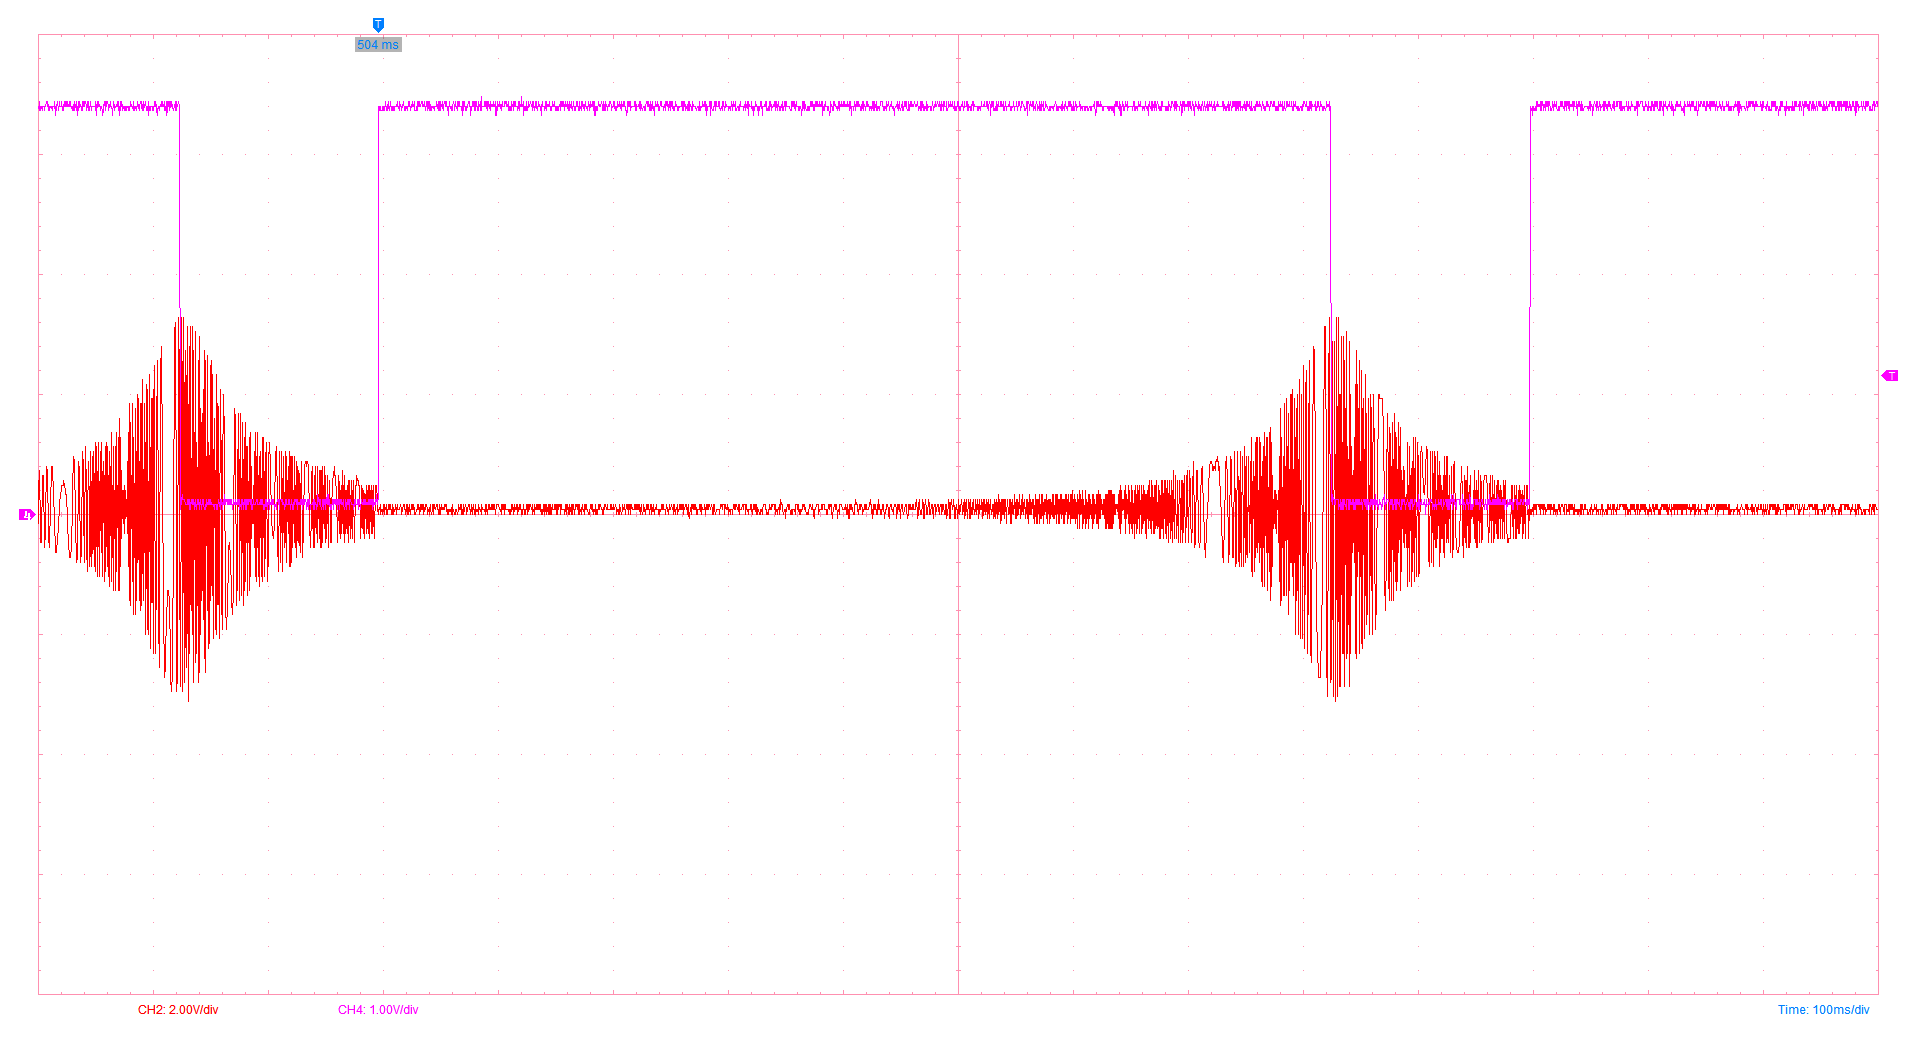 T
504 ms
T
CH2: 2.00V/div
CH4: 1.00V/div
Time: 100ms/div